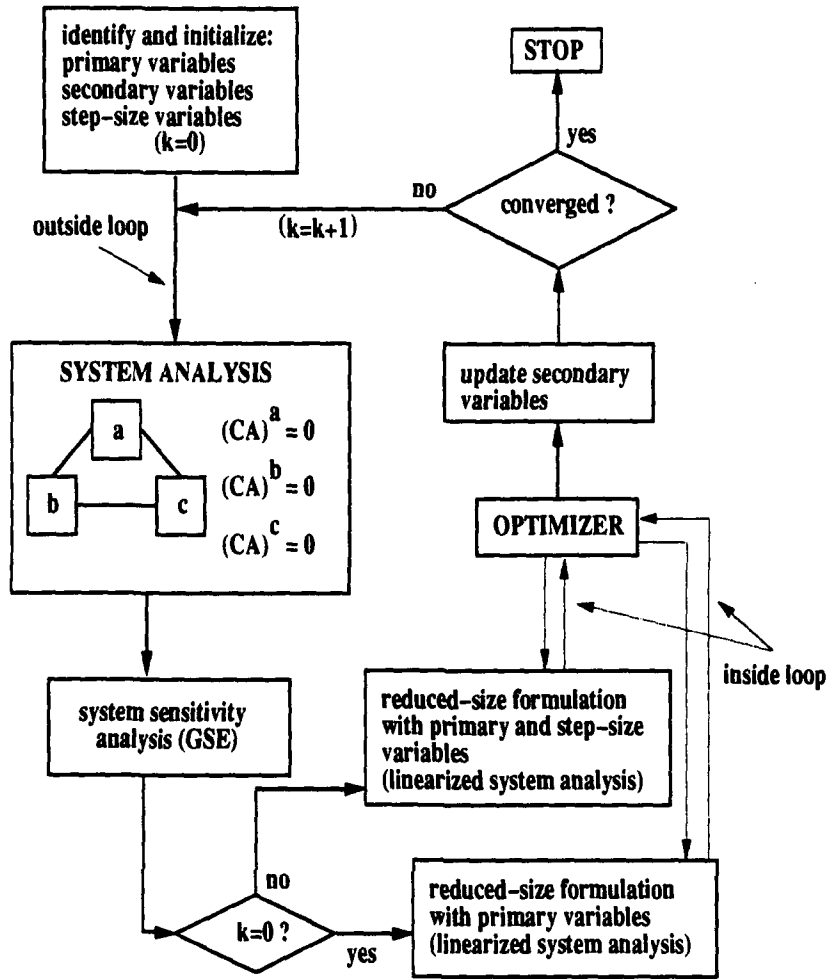 identify and initialize:
primary variables
secondary variables
step-size variables
(k=0)
STOP
yes
converged ?
no
(k=k+1)
outside loop
SYSTEM ANALYSIS
a
b
c
(CA)^a = 0
(CA)^b = 0
(CA)^c = 0
update secondary
variables
OPTIMIZER
inside loop
system sensitivity
analysis (GSE)
reduced-size formulation
with primary and step-size
variables
(linearized system analysis)
no
k=0 ?
yes
reduced-size formulation
with primary variables
(linearized system analysis)